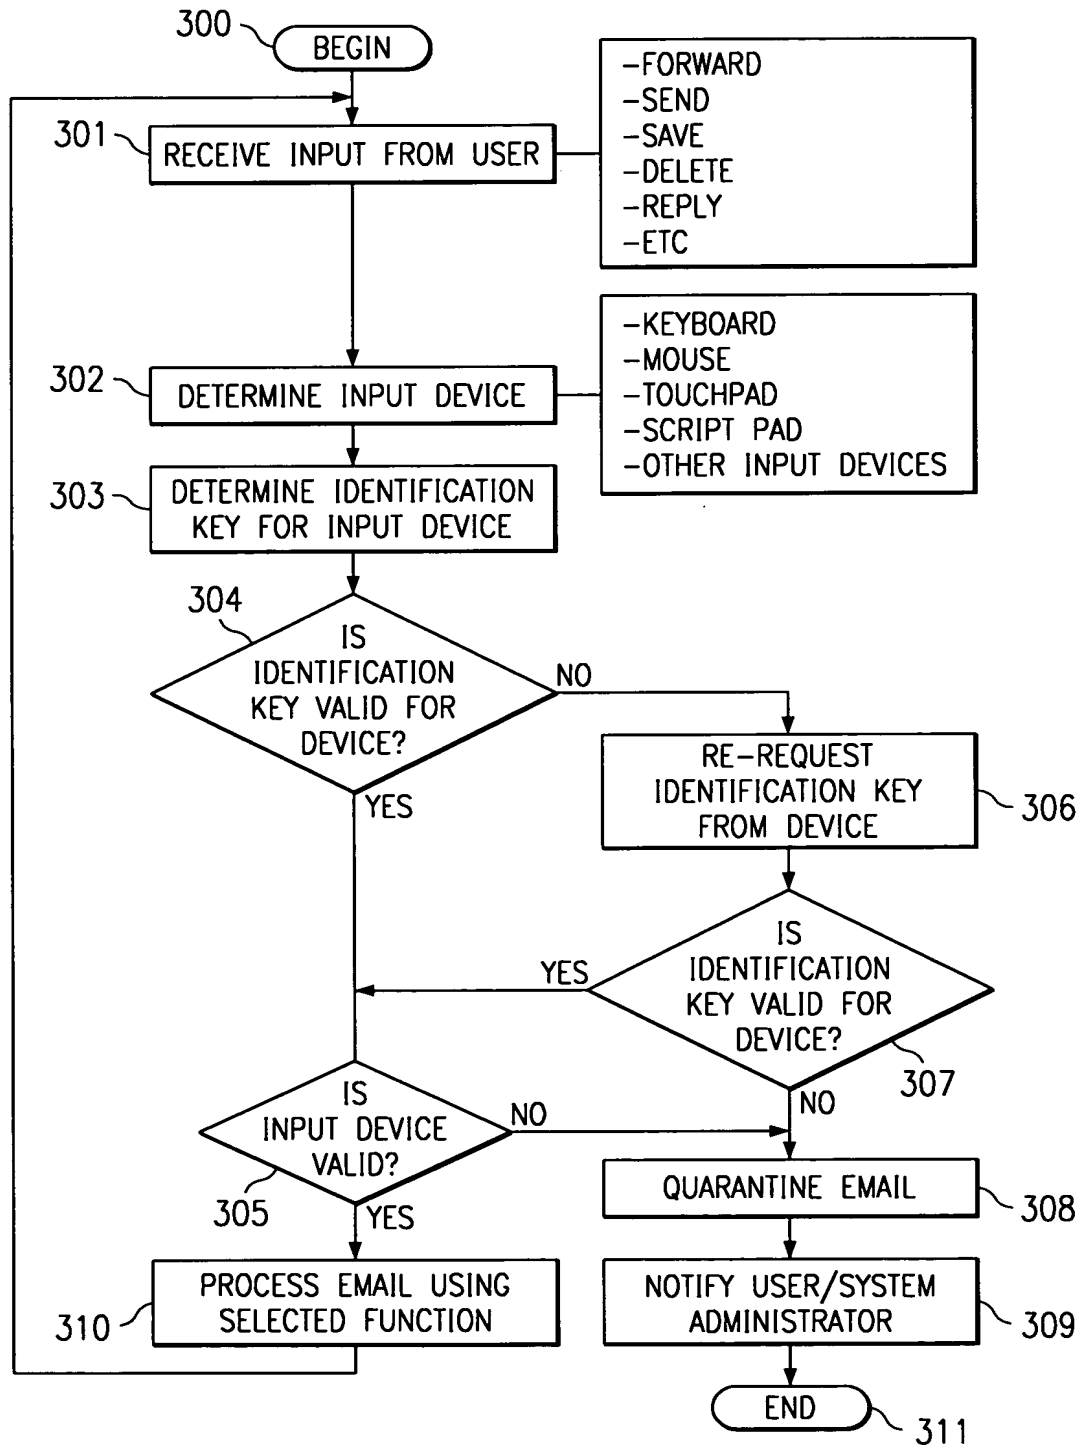 300
BEGIN
301
RECEIVE INPUT FROM USER
-FORWARD
-SEND
-SAVE
-DELETE
-REPLY
-ETC
302
DETERMINE INPUT DEVICE
-KEYBOARD
-MOUSE
-TOUCHPAD
-SCRIPT PAD
-OTHER INPUT DEVICES
303
DETERMINE IDENTIFICATION
KEY FOR INPUT DEVICE
304
IS
IDENTIFICATION
KEY VALID FOR
DEVICE?
NO
YES
RE-REQUEST
IDENTIFICATION KEY
FROM DEVICE
306
IS
IDENTIFICATION
KEY VALID FOR
DEVICE?
YES
307
NO
IS
INPUT DEVICE
VALID?
NO
305
YES
QUARANTINE EMAIL
308
PROCESS EMAIL USING
SELECTED FUNCTION
310
NOTIFY USER/SYSTEM
ADMINISTRATOR
309
END
311